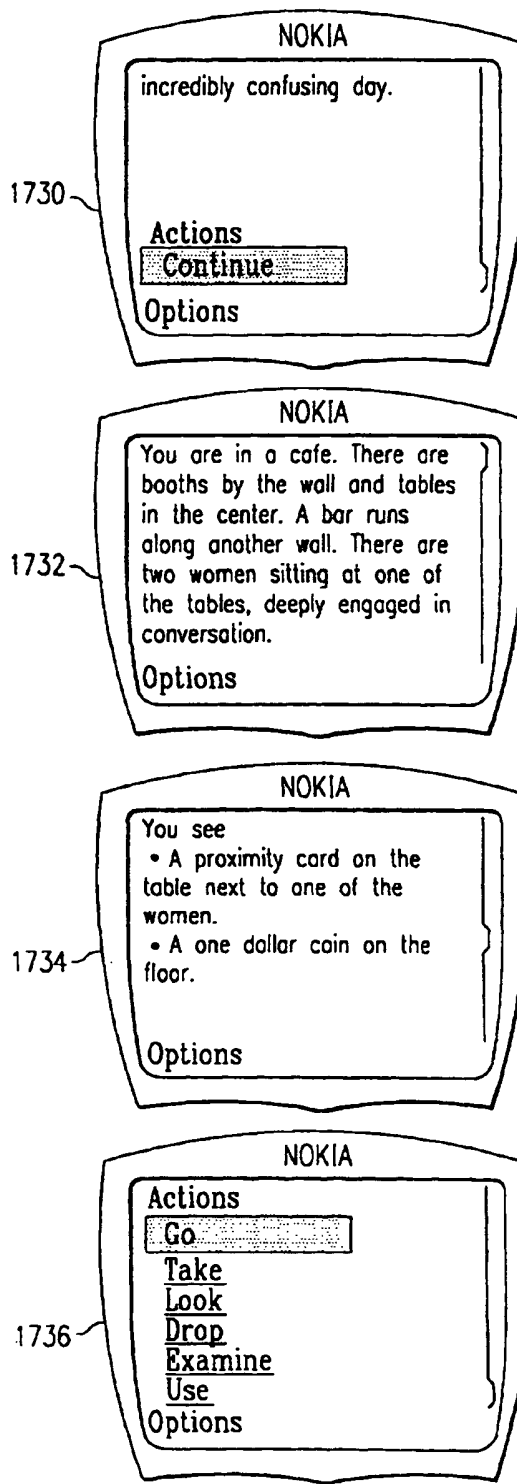 NOKIA
incredibly confusing day.
1730
Actions
Continue
Options
NOKIA
You are in a cafe. There are
booths by the wall and tables
in the center. A bar runs
along another wall. There are
two women sitting at one of
the tables, deeply engaged in
conversation.
1732
Options
NOKIA
You see
• A proximity card on the
table next to one of the
women.
• A one dollar coin on the
floor.
1734
Options
NOKIA
Actions
Go
Take
Look
Drop
1736
Examine
Use
Options